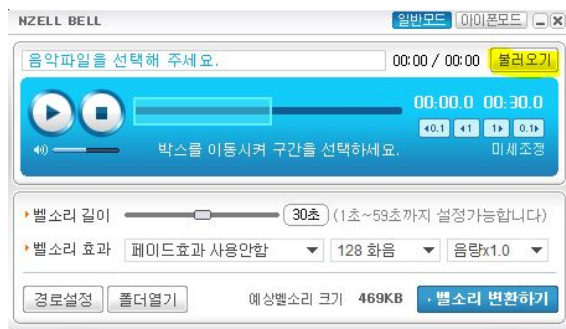 NZELL BELL 일반모드 아이폰모드
음악파일을 선택해 주세요. 00:00 / 00:00 불러오기
00:00.0 00:30.0
◀0.1 ◀1 1▶ 0.1▶
박스를 이동시켜 구간을 선택하세요. 미세조정
벨소리 길이 30초 (1초~59초까지 설정가능합니다)
벨소리 효과 페이드효과 사용안함 128 화음 음량x1.0
경로설정 폴더열기 예상벨소리 크기 469KB 벨소리 변환하기